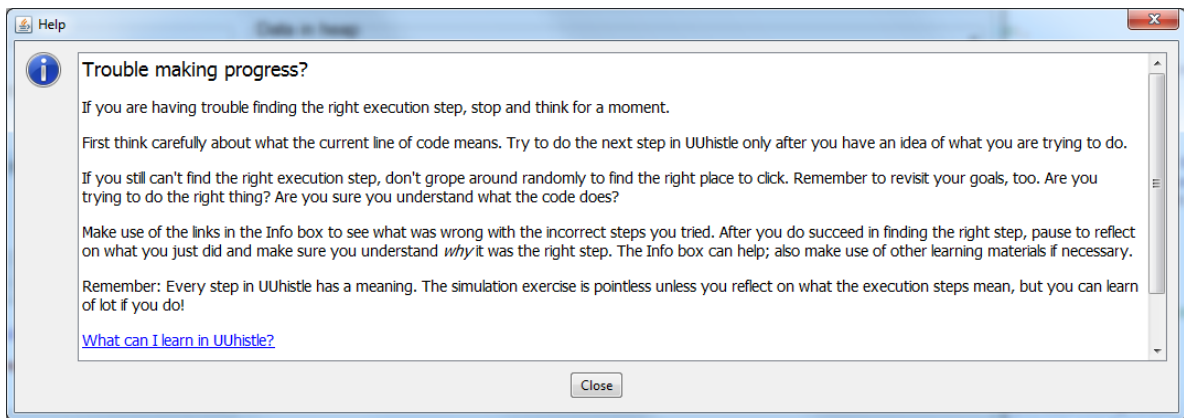 Help
Data in heap
Trouble making progress?
If you are having trouble finding the right execution step, stop and think for a moment.
First think carefully about what the current line of code means. Try to do the next step in UUhistle only after you have an idea of what you are trying to do.
If you still can't find the right execution step, don't grope around randomly to find the right place to click. Remember to revisit your goals, too. Are you
trying to do the right thing? Are you sure you understand what the code does?
Make use of the links in the Info box to see what was wrong with the incorrect steps you tried. After you do succeed in finding the right step, pause to reflect
on what you just did and make sure you understand why it was the right step. The Info box can help; also make use of other learning materials if necessary.
Remember: Every step in UUhistle has a meaning. The simulation exercise is pointless unless you reflect on what the execution steps mean, but you can learn
of lot if you do!
What can I learn in UUhistle?
Close